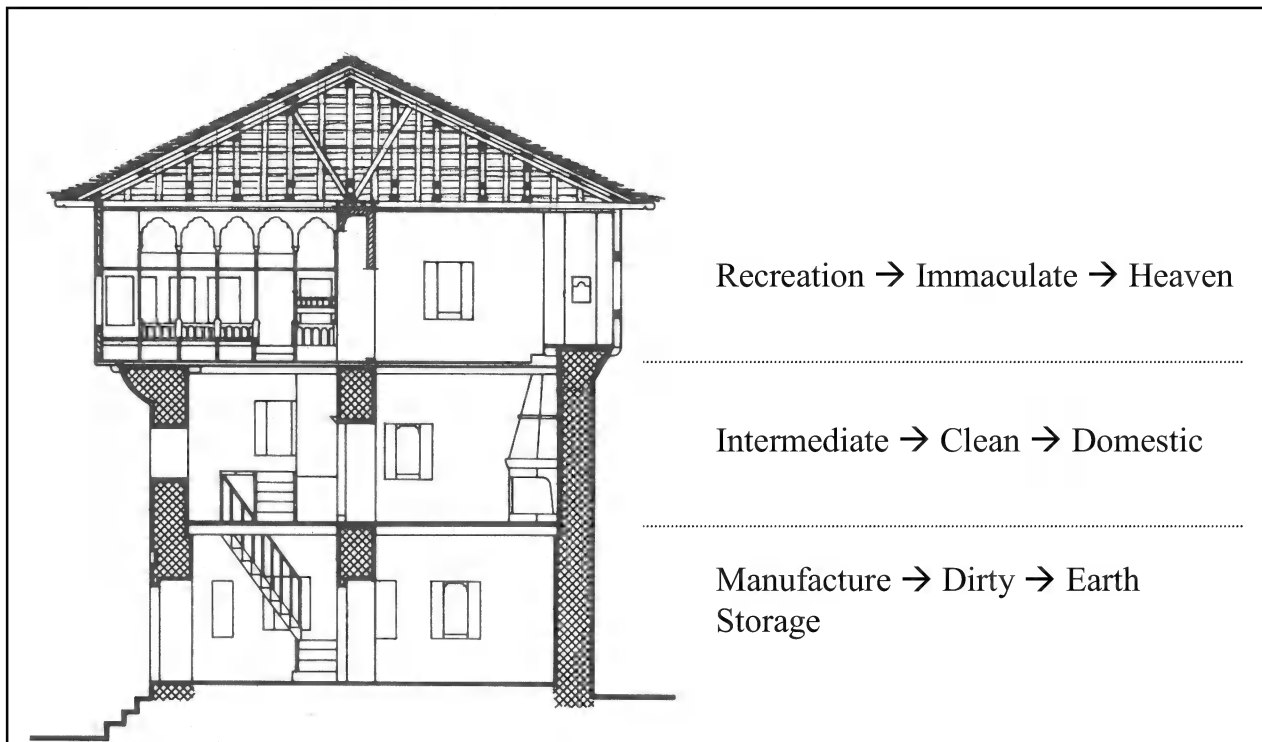 Recreation → Immaculate → Heaven
Intermediate → Clean → Domestic
Manufacture → Dirty → Earth
Storage